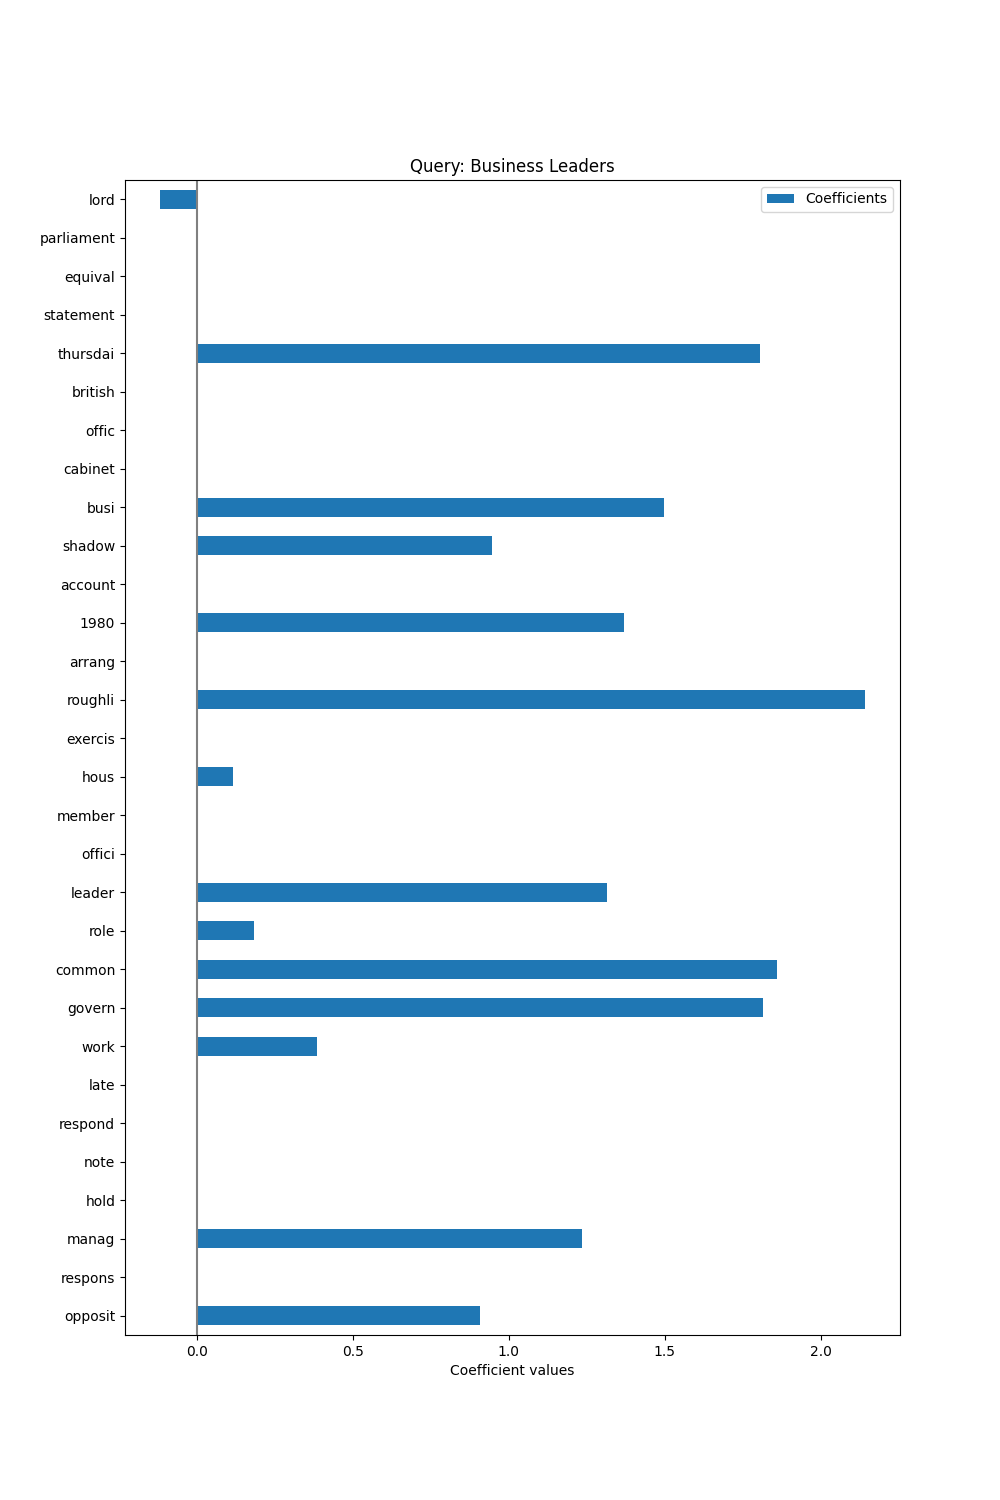 Query: Business Leaders
Coefficients
lord
parliament
equival
statement
thursdai
british
offic
cabinet
busi
shadow
account
1980
arrang
roughli
exercis
hous
member
offici
leader
role
common
govern
work
late
respond
note
hold
manag
respons
opposit
0.0 0.5 1.0 1.5 2.0
Coefficient values